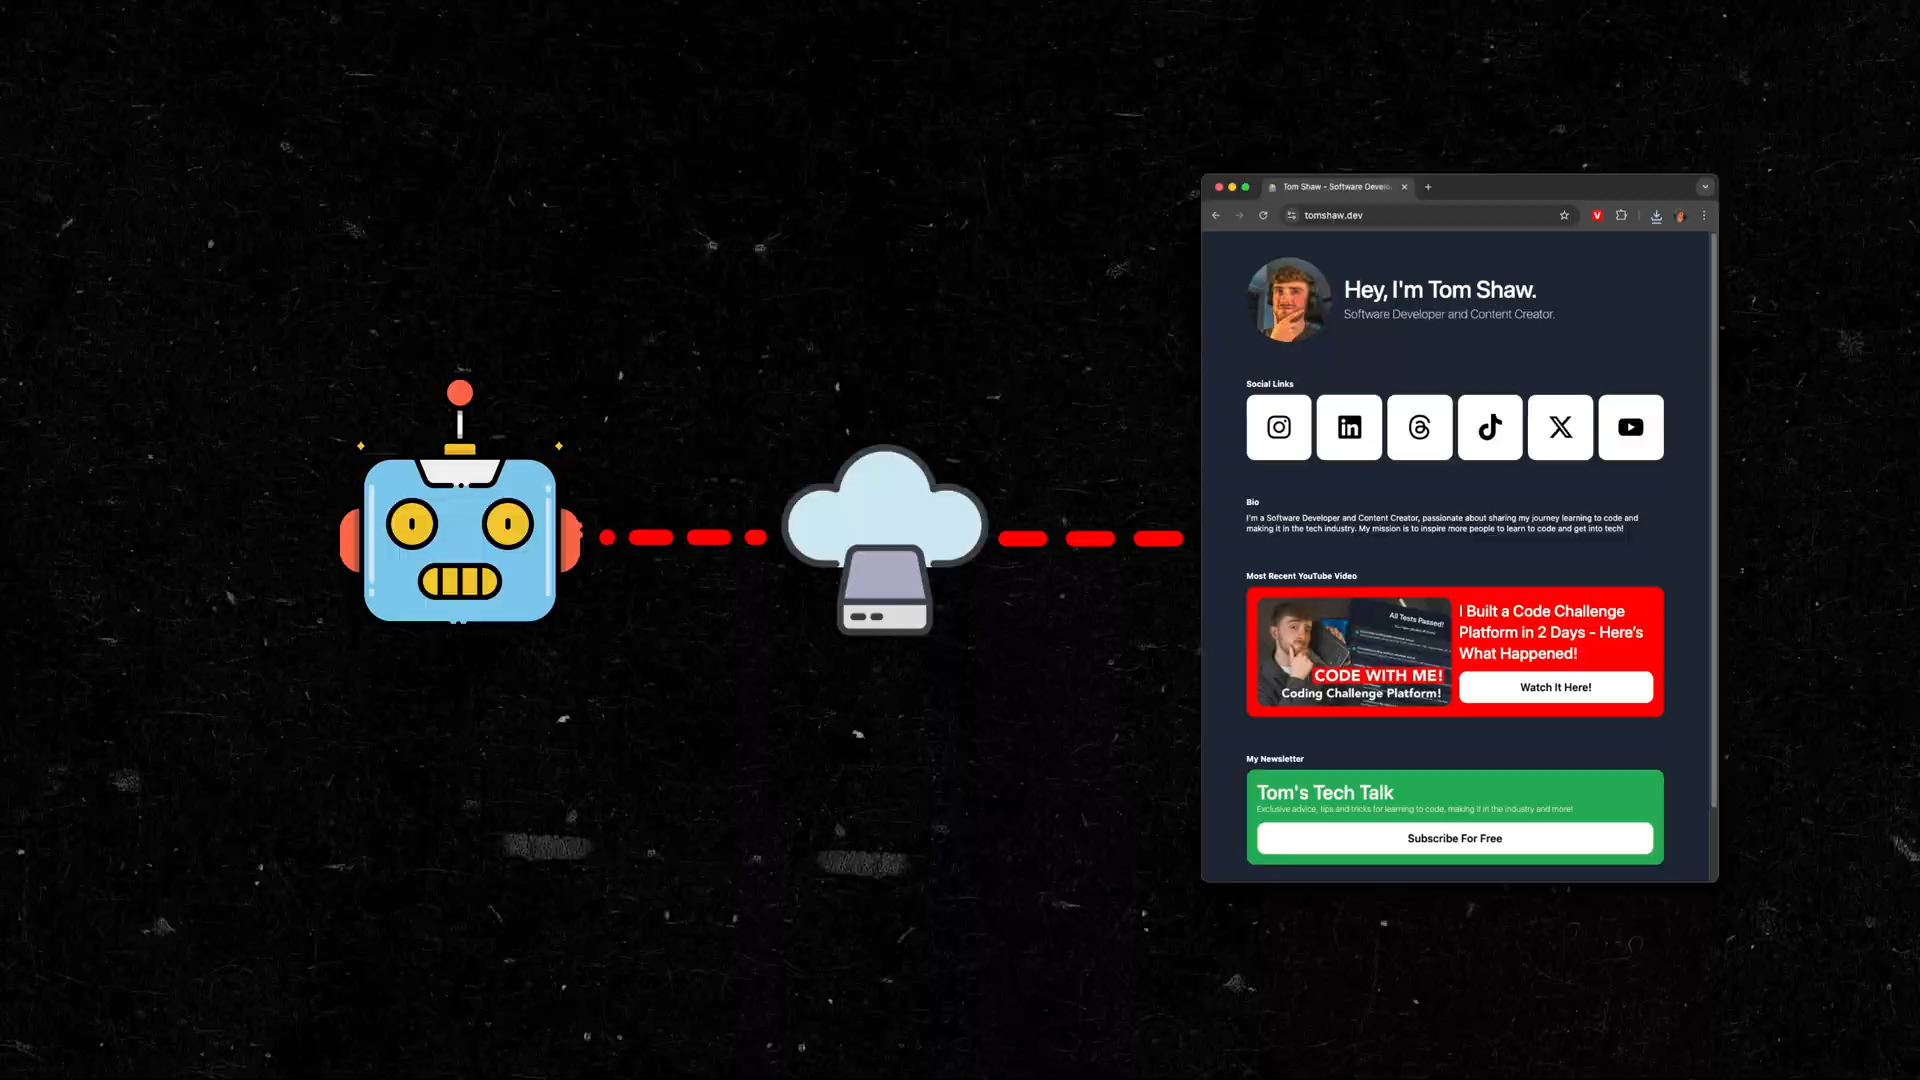 Tom Shaw - Software Develo
tomshaw.dev
V
Hey, I'm Tom Shaw.
Software Developer and Content Creator.
Social Links
Bio
I'm a Software Developer and Content Creator, passionate about sharing my journey learning to code and
making it in the tech industry. My mission is to inspire more people to learn to code and get into tech!
Most Recent YouTube Video
All Tests Passed!
CODE WITH ME!
Coding Challenge Platform!
I Built a Code Challenge
Platform in 2 Days - Here's
What Happened!
Watch It Here!
My Newsletter
Tom's Tech Talk
Exclusive advice, tips and tricks for learning to code, making it in the industry and more!
Subscribe For Free